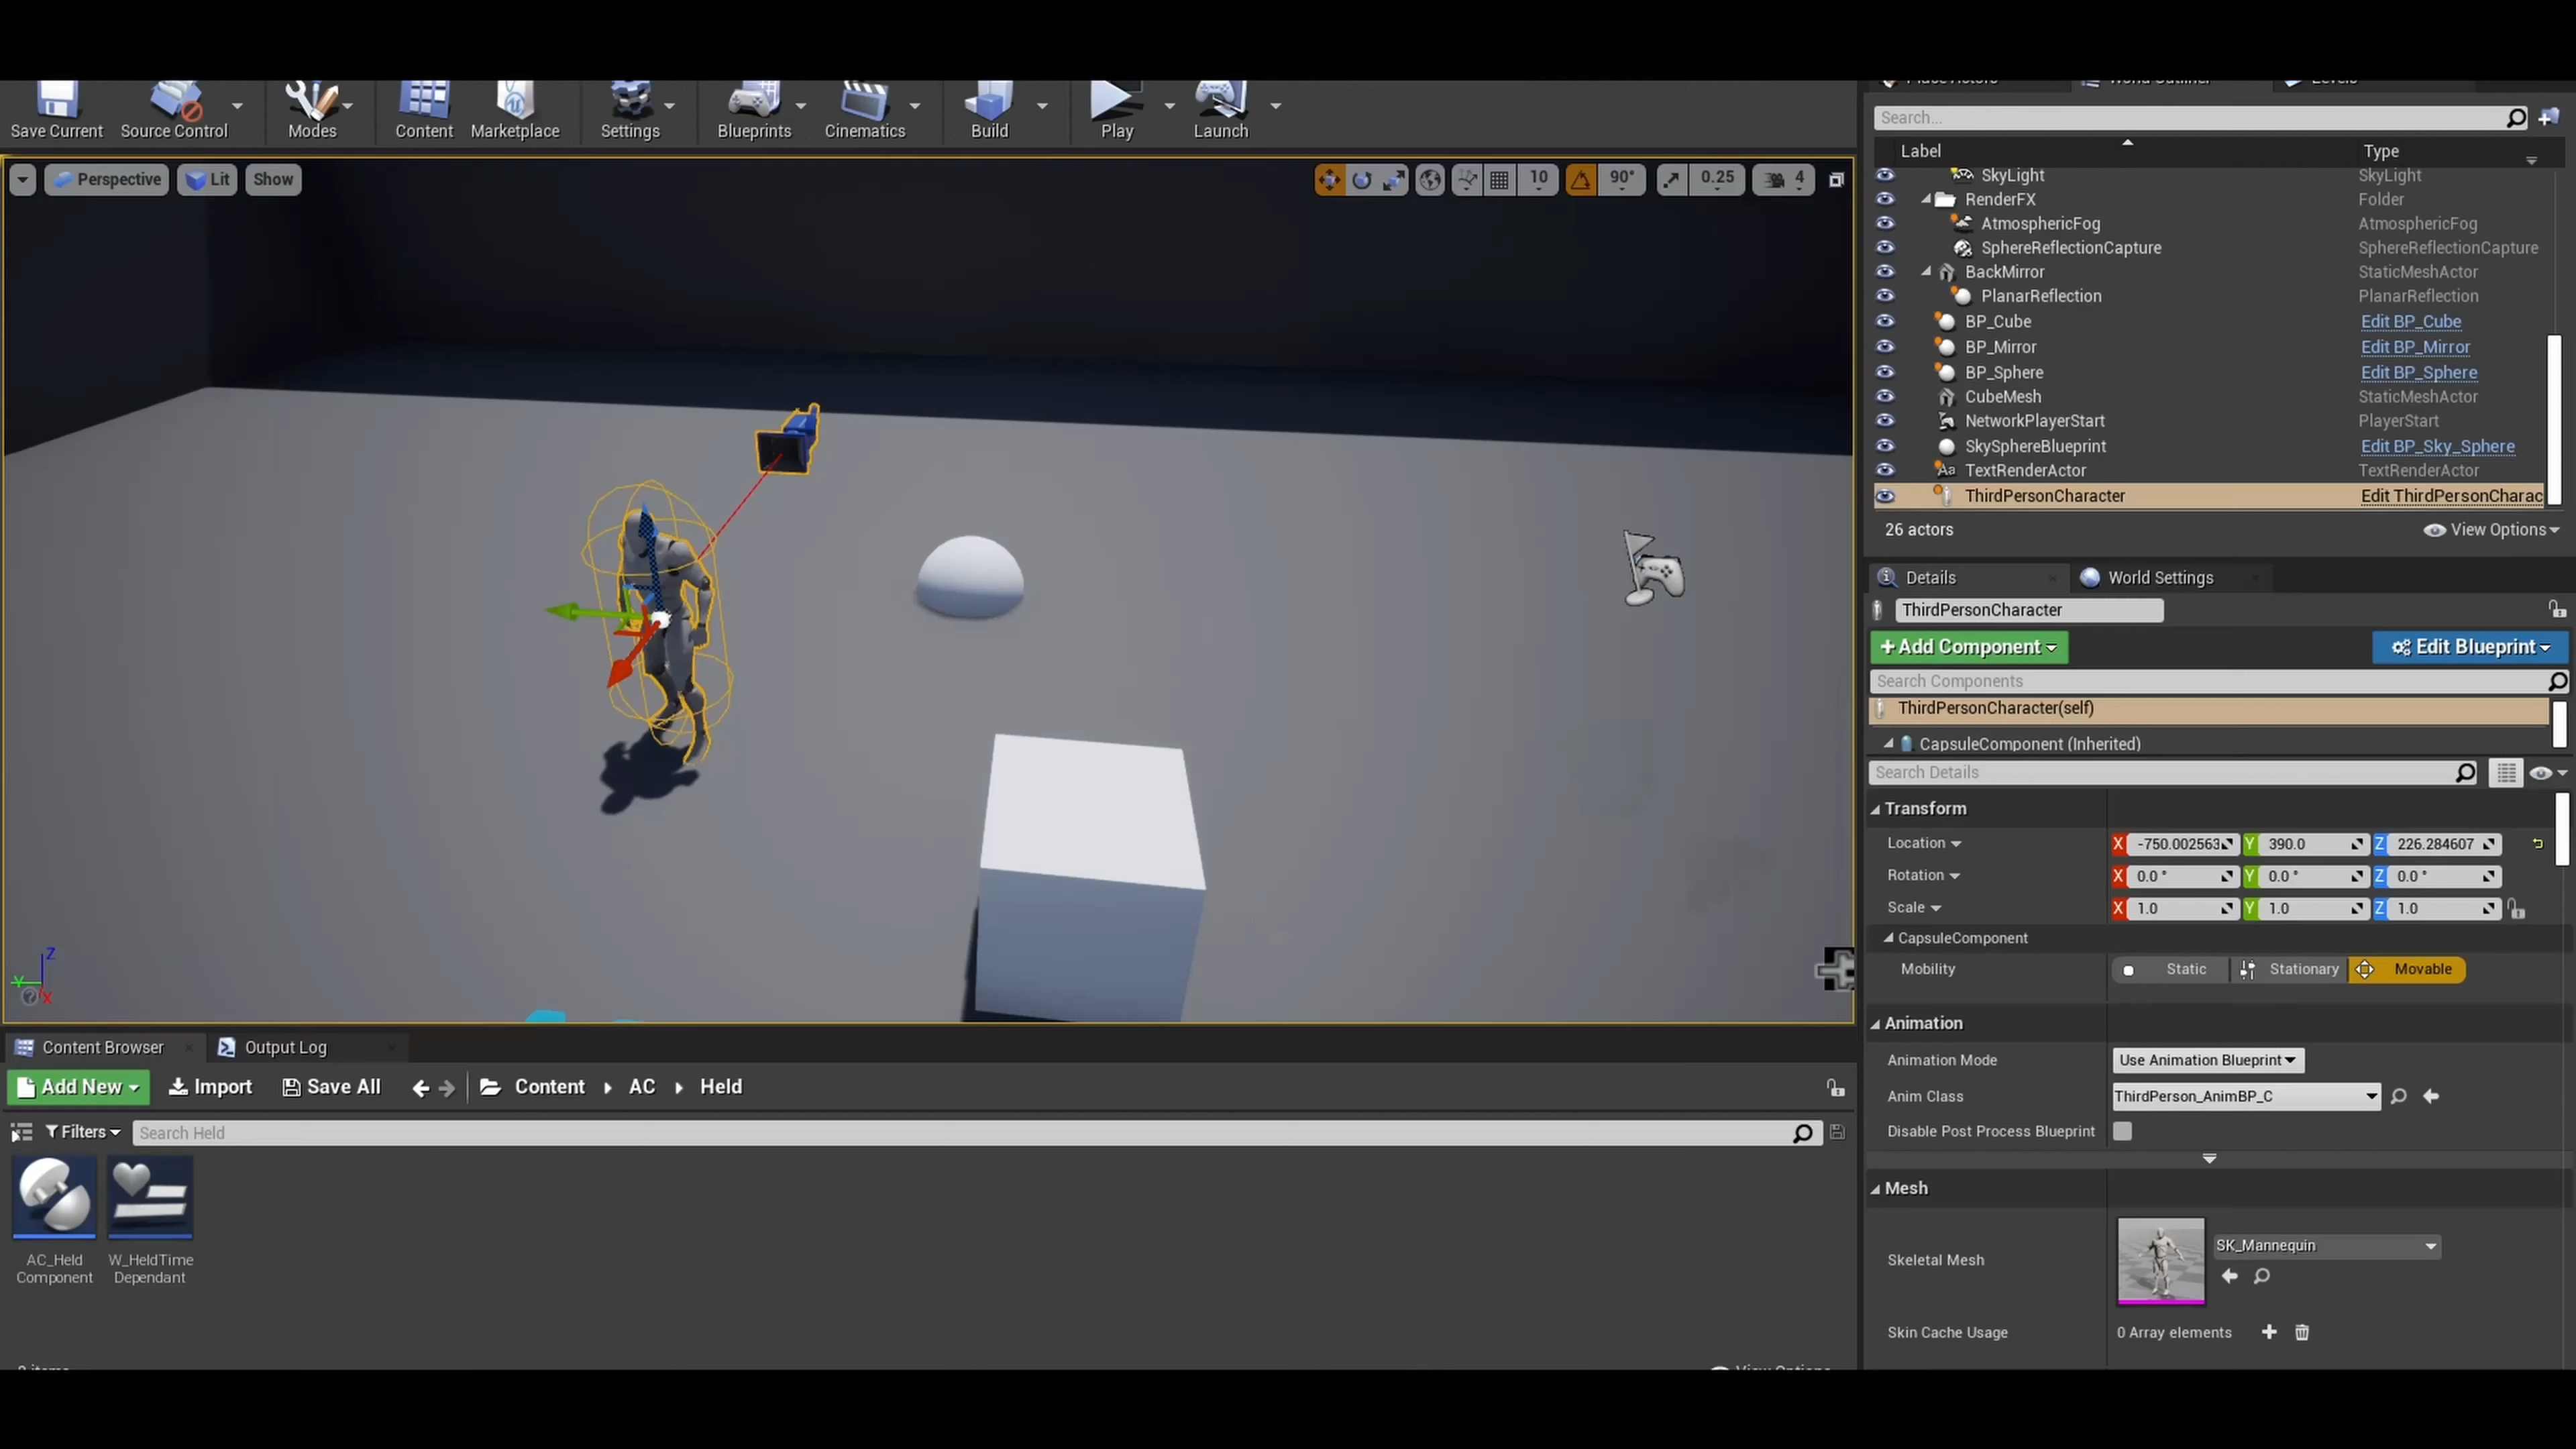 Save Current Source Control Modes Content Marketplace Settings Blueprints Cinematics Build Play Launch
Perspective Lit Show 10 90° 0.25 4
World Outliner Levels
Search...
Label Type
SkyLight SkyLight
RenderFX Folder
AtmosphericFog AtmosphericFog
SphereReflectionCapture SphereReflectionCapture
BackMirror StaticMeshActor
PlanarReflection PlanarReflection
BP_Cube Edit BP_Cube
BP_Mirror Edit BP_Mirror
BP_Sphere Edit BP_Sphere
CubeMesh StaticMeshActor
NetworkPlayerStart PlayerStart
SkySphereBlueprint Edit BP_Sky_Sphere
TextRenderActor TextRenderActor
ThirdPersonCharacter Edit ThirdPersonCharac
26 actors View Options
Details World Settings
ThirdPersonCharacter
+Add Component Edit Blueprint
Search Components
ThirdPersonCharacter(self)
CapsuleComponent (Inherited)
Search Details
Transform
Location X -750.002563 Y 390.0 Z 226.284607
Rotation X 0.0 ° Y 0.0 ° Z 0.0 °
Scale X 1.0 Y 1.0 Z 1.0
CapsuleComponent
Mobility Static Stationary Movable
Animation
Animation Mode Use Animation Blueprint
Anim Class ThirdPerson_AnimBP_C
Disable Post Process Blueprint
Mesh
Skeletal Mesh SK_Mannequin
Skin Cache Usage 0 Array elements
Z
Y
X
Content Browser Output Log
Add New Import Save All Content AC Held
Filters Search Held
AC_Held
Component
W_HeldTime
Dependant
View Options